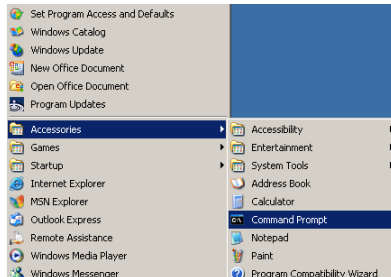 Set Program Access and Defaults
Windows Catalog
Windows Update
New Office Document
Open Office Document
Program Updates
Accessories
Games
Startup
Internet Explorer
MSN Explorer
Outlook Express
Remote Assistance
Windows Media Player
Windows Messenger
Accessibility
Entertainment
System Tools
Address Book
Calculator
Command Prompt
Notepad
Paint
Program Compatibility Wizard